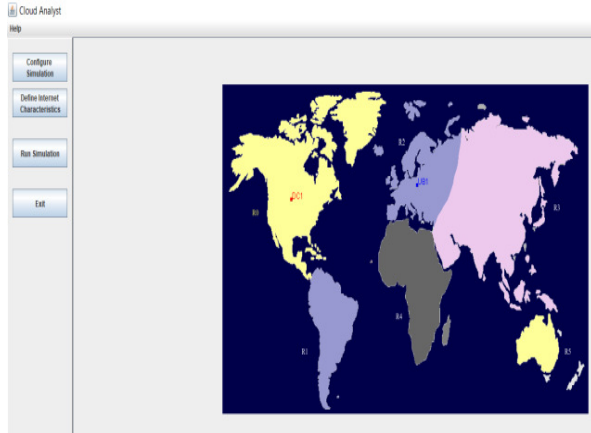 Cloud Analyst
Help
Configure
Simulation
Define Internet
Characteristics
Run Simulation
Exit
R2
UB1
DC1
R0
R3
R4
R1
R5